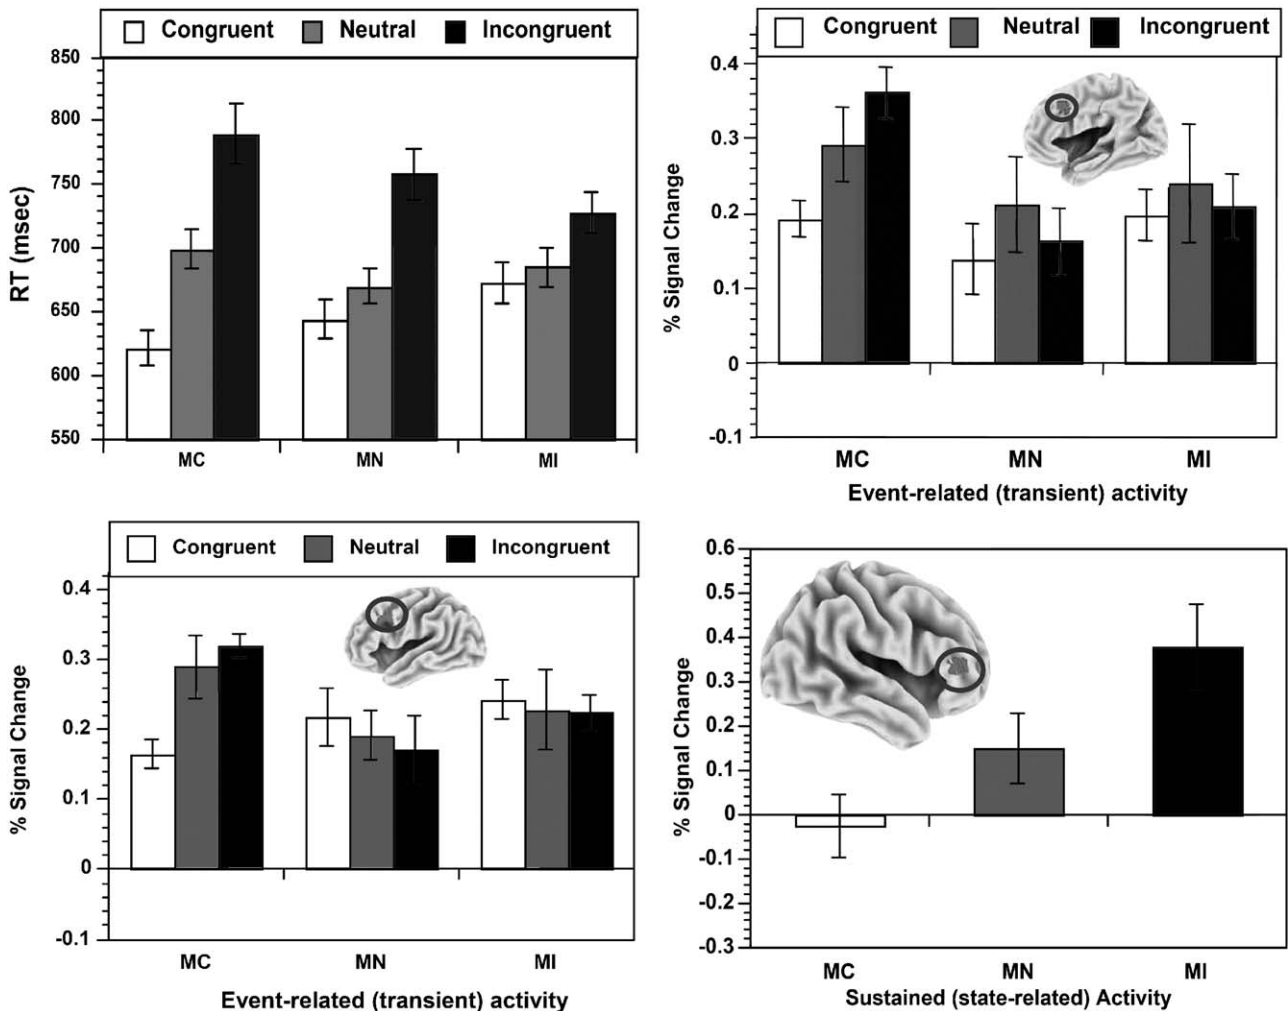 Congruent Neutral Incongruent
850
800
750
700
650
600
550
RT (msec)
MC MN MI
Congruent Neutral Incongruent
0.4
0.3
0.2
0.1
0
-0.1
% Signal Change
MC MN MI
Event-related (transient) activity
Congruent Neutral Incongruent
0.4
0.3
0.2
0.1
0
-0.1
% Signal Change
MC MN MI
Event-related (transient) activity
0.6
0.5
0.4
0.3
0.2
0.1
0
-0.1
-0.2
-0.3
% Signal Change
MC MN MI
Sustained (state-related) Activity